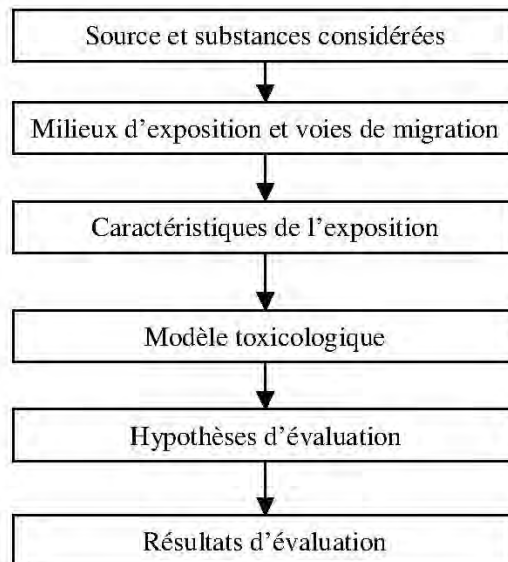 Source et substances considérées
Milieux d'exposition et voies de migration
Caractéristiques de l'exposition
Modèle toxicologique
Hypothèses d'évaluation
Résultats d'évaluation